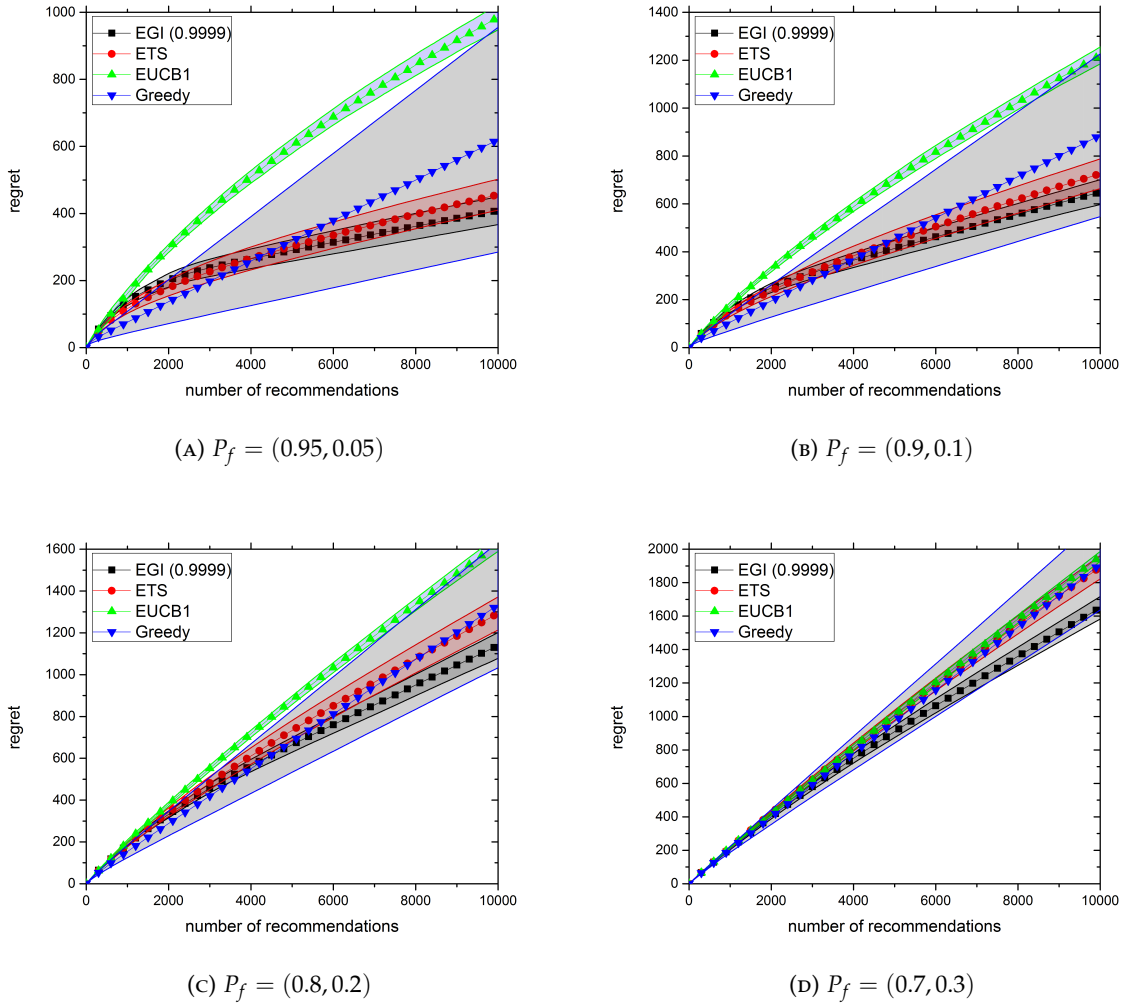 1000
800
600
400
200
0
regret
EGI (0.9999)
ETS
EUCB1
Greedy
0 2000 4000 6000 8000 10000
number of recommendations
(A) P_f = (0.95, 0.05)
1400
1200
1000
800
600
400
200
0
regret
EGI (0.9999)
ETS
EUCB1
Greedy
0 2000 4000 6000 8000 10000
number of recommendations
(B) P_f = (0.9, 0.1)
1600
1400
1200
1000
800
600
400
200
0
regret
EGI (0.9999)
ETS
EUCB1
Greedy
0 2000 4000 6000 8000 10000
number of recommendations
(C) P_f = (0.8, 0.2)
2000
1800
1600
1400
1200
1000
800
600
400
200
0
regret
EGI (0.9999)
ETS
EUCB1
Greedy
0 2000 4000 6000 8000 10000
number of recommendations
(D) P_f = (0.7, 0.3)